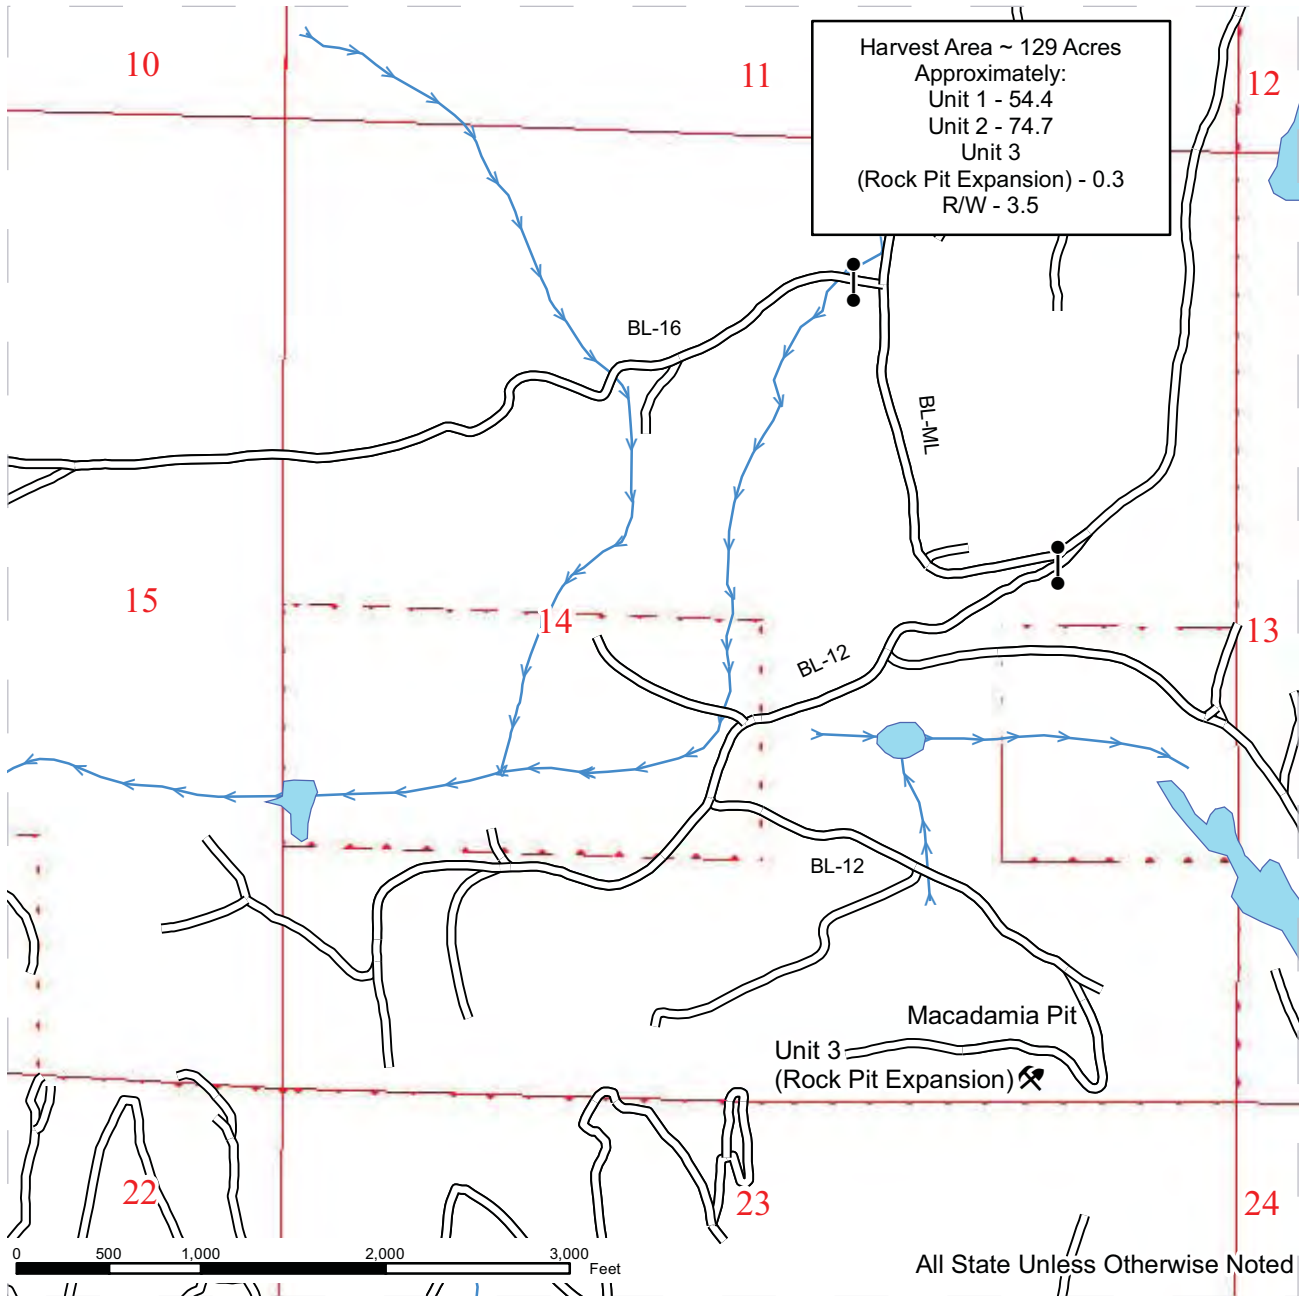 10
11
12
Harvest Area ~ 129 Acres
Approximately:
Unit 1 - 54.4
Unit 2 - 74.7
Unit 3
(Rock Pit Expansion) - 0.3
R/W - 3.5
BL-16
BL-ML
15
14
13
BL-12
BL-12
Macadamia Pit
Unit 3
(Rock Pit Expansion)
22
23
24
0 500 1,000 2,000 3,000
Feet
All State Unless Otherwise Noted